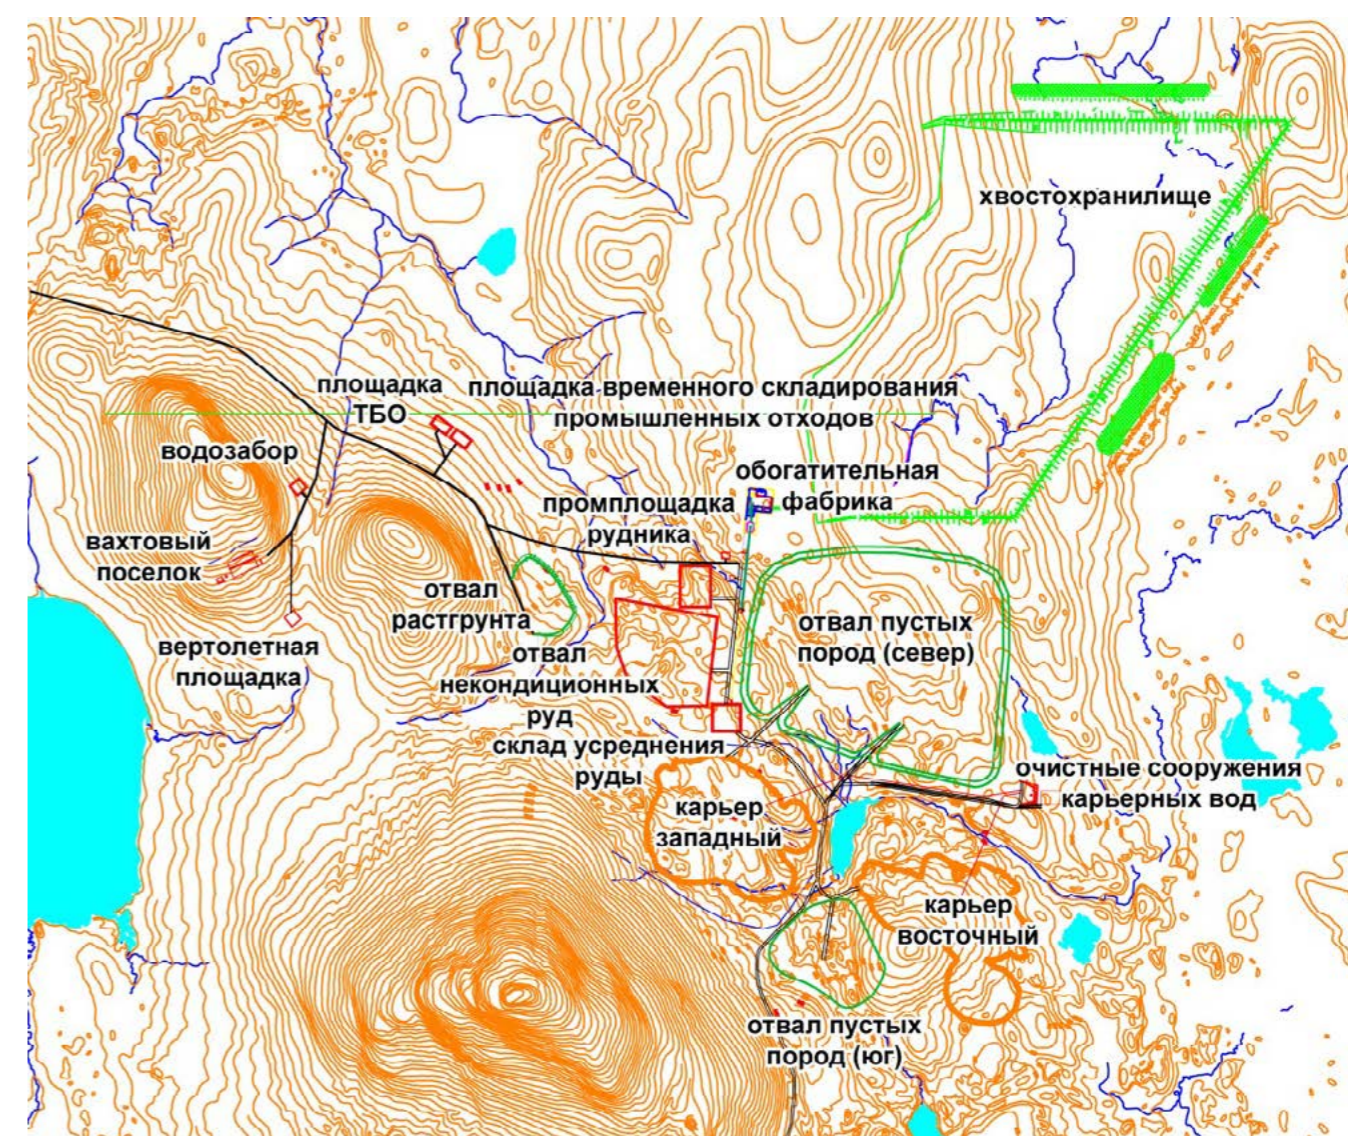 хвостохранилище
площадка
ТБО
площадка временного складирования
промышленных отходов
водозабор
обогатительная
фабрика
промплощадка
рудника
вахтовый
поселок
отвал
растгрунта
отвал пустых
пород (север)
вертолетная
площадка
отвал
некондиционных
руд
склад усреднения
руды
очистные сооружения
карьерных вод
карьер
западный
карьер
восточный
отвал пустых
пород (юг)